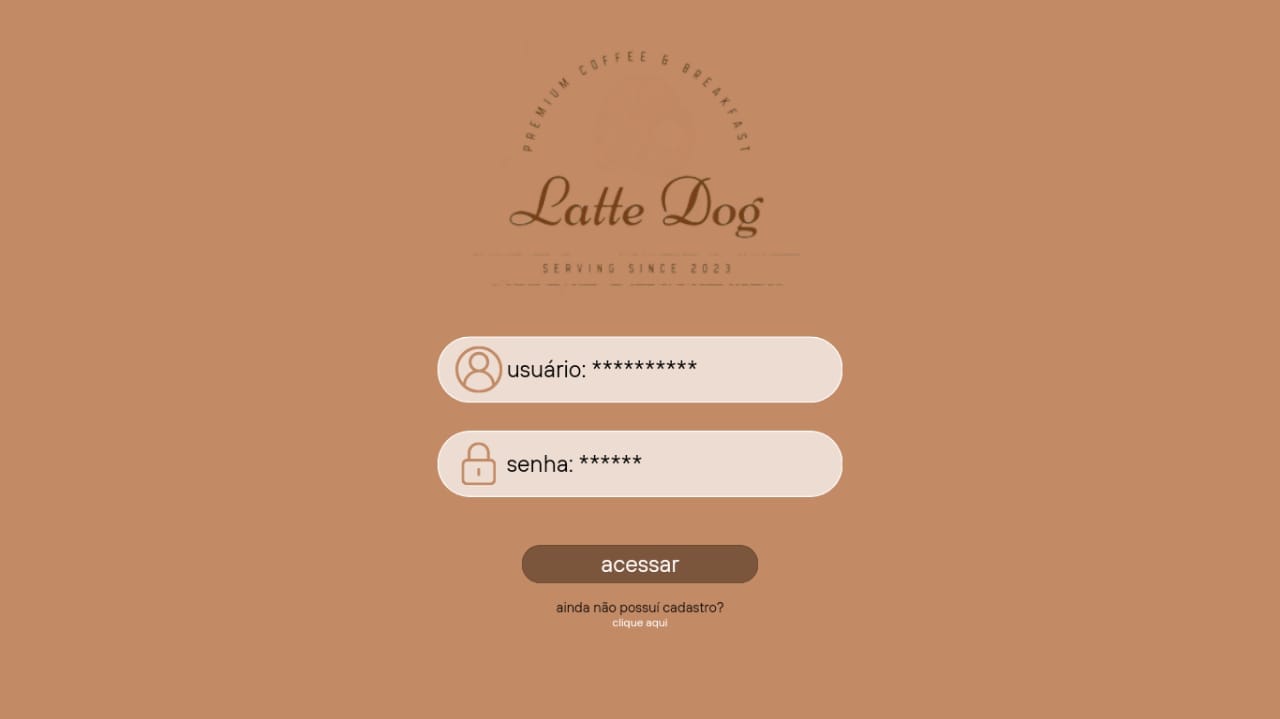 PREMIUM COFFEE & BREAKFAST
Latte Dog
SERVING SINCE 2023
usuário: **********
senha: ******
acessar
ainda não possuí cadastro?
clique aqui